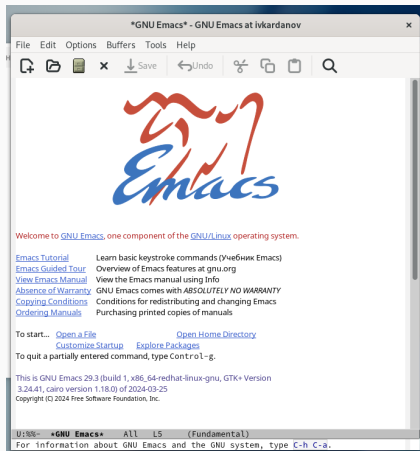 *GNU Emacs* - GNU Emacs at ivkardanov
File Edit Options Buffers Tools Help
Save Undo
Emacs
Welcome to GNU Emacs, one component of the GNU/Linux operating system.
Emacs Tutorial Learn basic keystroke commands (Учебник Emacs)
Emacs Guided Tour Overview of Emacs features at gnu.org
View Emacs Manual View the Emacs manual using Info
Absence of Warranty GNU Emacs comes with ABSOLUTELY NO WARRANTY
Copying Conditions Conditions for redistributing and changing Emacs
Ordering Manuals Purchasing printed copies of manuals
To start... Open a File Open Home Directory
Customize Startup Explore Packages
To quit a partially entered command, type Control-g.
This is GNU Emacs 29.3 (build 1, x86_64-redhat-linux-gnu, GTK+ Version
3.24.41, cairo version 1.18.0) of 2024-03-25
Copyright (C) 2024 Free Software Foundation, Inc.
U:%%- *GNU Emacs* All L5 (Fundamental)
For information about GNU Emacs and the GNU system, type C-h C-a.